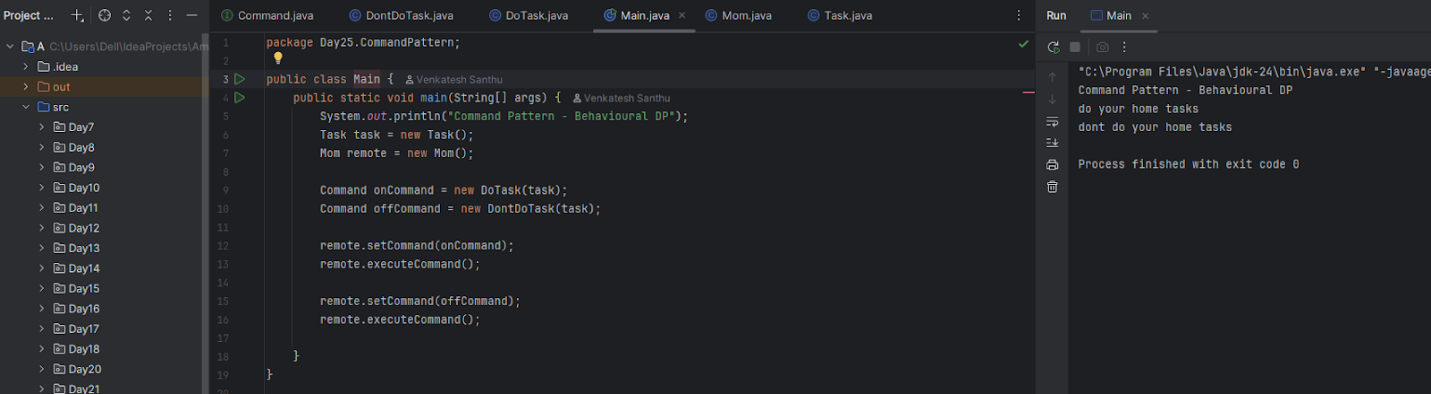 Project
A C:\Users\Dell\IdeaProjects\Am
.idea
out
src
Day7
Day8
Day9
Day10
Day11
Day12
Day13
Day14
Day15
Day16
Day17
Day18
Day20
Day21
Command.java DontDoTask.java DoTask.java Main.java Mom.java Task.java
1 package Day25.CommandPattern;
2
3 public class Main { Venkatesh Santhu
4 public static void main(String[] args) { Venkatesh Santhu
5 System.out.println("Command Pattern - Behavioural DP");
6 Task task = new Task();
7 Mom remote = new Mom();
8
9 Command onCommand = new DoTask(task);
10 Command offCommand = new DontDoTask(task);
11
12 remote.setCommand(onCommand);
13 remote.executeCommand();
14
15 remote.setCommand(offCommand);
16 remote.executeCommand();
17
18 }
19 }
20
Run Main
"C:\Program Files\Java\jdk-24\bin\java.exe" "-javaage
Command Pattern - Behavioural DP
do your home tasks
dont do your home tasks
Process finished with exit code 0